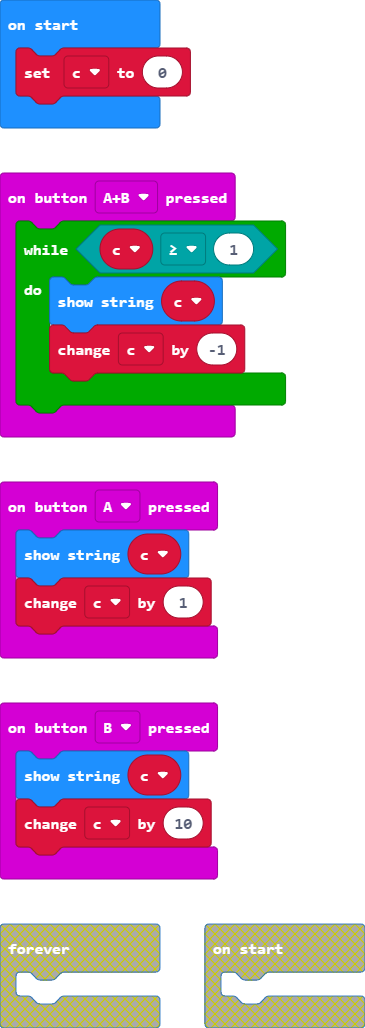 on start
set c to 0
on button A+B pressed
while c ≥ 1
do
show string c
change c by -1
on button A pressed
show string c
change c by 1
on button B pressed
show string c
change c by 10
forever
on start